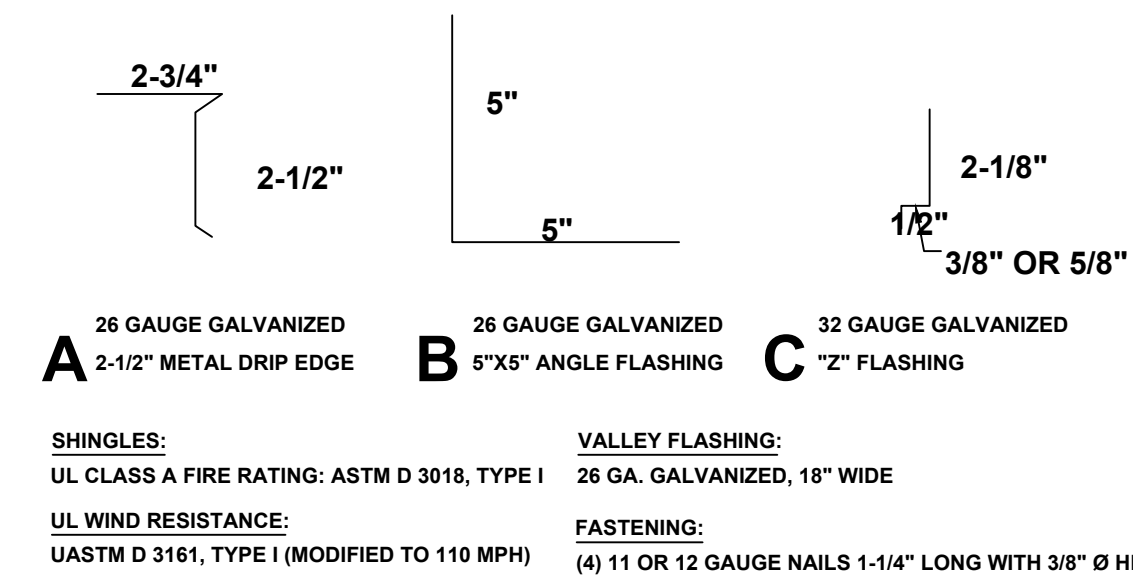 2-3/4"
2-1/2"
5"
5"
2-1/8"
1/2"
3/8" OR 5/8"
A
26 GAUGE GALVANIZED
2-1/2" METAL DRIP EDGE
B
26 GAUGE GALVANIZED
5"X5" ANGLE FLASHING
C
32 GAUGE GALVANIZED
"Z" FLASHING
SHINGLES:
UL CLASS A FIRE RATING: ASTM D 3018, TYPE I
UL WIND RESISTANCE:
UASTM D 3161, TYPE I (MODIFIED TO 110 MPH)
VALLEY FLASHING:
26 GA. GALVANIZED, 18" WIDE
FASTENING:
(4) 11 OR 12 GAUGE NAILS 1-1/4" LONG WITH 3/8" Ø